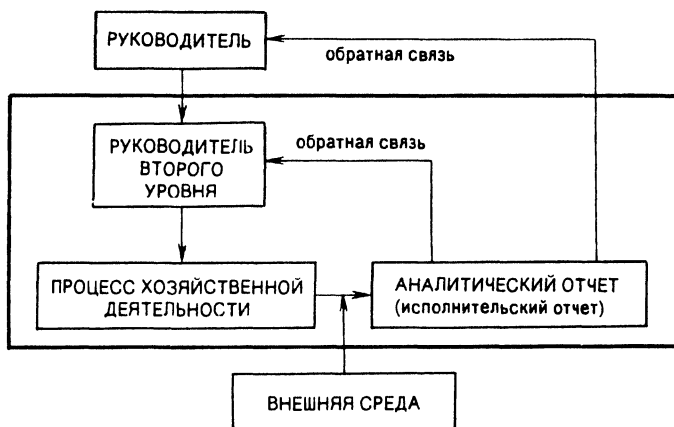 РУКОВОДИТЕЛЬ
обратная связь
РУКОВОДИТЕЛЬ
ВТОРОГО
УРОВНЯ
обратная связь
ПРОЦЕСС ХОЗЯЙСТВЕННОЙ
ДЕЯТЕЛЬНОСТИ
АНАЛИТИЧЕСКИЙ ОТЧЕТ
(исполнительский отчет)
ВНЕШНЯЯ СРЕДА